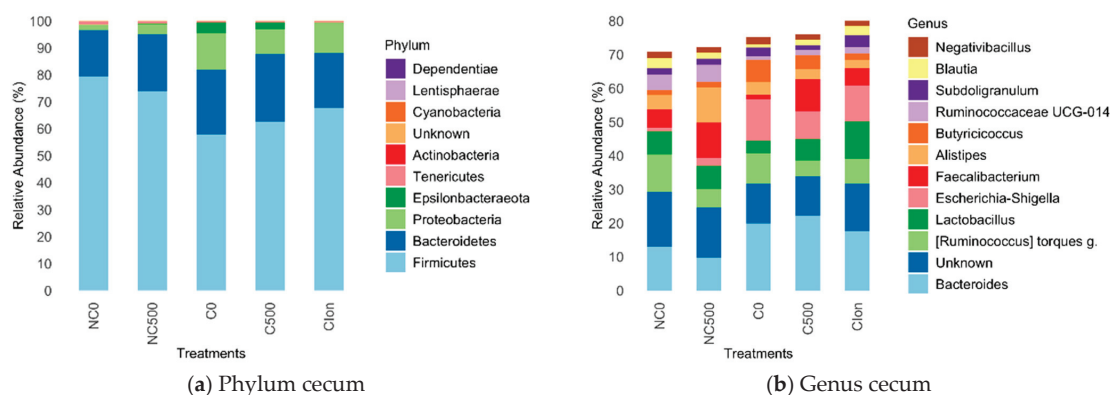 100
90
80
70
60
50
40
30
20
10
0
Relative Abundance (%)
NC0
NC500
C0
C500
CIon
Treatments
Phylum
Dependentiae
Lentisphaerae
Cyanobacteria
Unknown
Actinobacteria
Tenericutes
Epsilonbacteraeota
Proteobacteria
Bacteroidetes
Firmicutes
(a) Phylum cecum
80
70
60
50
40
30
20
10
0
Relative Abundance (%)
NC0
NC500
C0
C500
CIon
Treatments
Genus
Negativibacillus
Blautia
Subdoligranulum
Ruminococcaceae UCG-014
Butyricicoccus
Alistipes
Faecalibacterium
Escherichia-Shigella
Lactobacillus
[Ruminococcus] torques g.
Unknown
Bacteroides
(b) Genus cecum